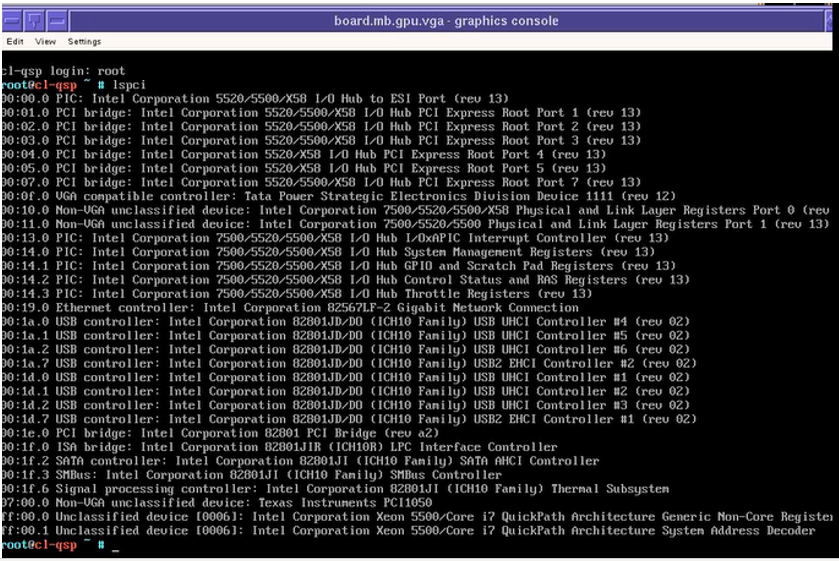 board.mb.gpu.vga - graphics console
Edit View Settings
cl-qsp login: root
root@cl-qsp ~ # lspci
00:00.0 PIC: Intel Corporation 5520/5500/X58 I/O Hub to ESI Port (rev 13)
00:01.0 PCI bridge: Intel Corporation 5520/5500/X58 I/O Hub PCI Express Root Port 1 (rev 13)
00:02.0 PCI bridge: Intel Corporation 5520/5500/X58 I/O Hub PCI Express Root Port 2 (rev 13)
00:03.0 PCI bridge: Intel Corporation 5520/5500/X58 I/O Hub PCI Express Root Port 3 (rev 13)
00:04.0 PCI bridge: Intel Corporation 5520/X58 I/O Hub PCI Express Root Port 4 (rev 13)
00:05.0 PCI bridge: Intel Corporation 5520/X58 I/O Hub PCI Express Root Port 5 (rev 13)
00:07.0 PCI bridge: Intel Corporation 5520/5500/X58 I/O Hub PCI Express Root Port 7 (rev 13)
00:0f.0 VGA compatible controller: Tata Power Strategic Electronics Division Device 1111 (rev 12)
00:10.0 Non-VGA unclassified device: Intel Corporation 7500/5520/5500/X58 Physical and Link Layer Registers Port 0 (rev
00:11.0 Non-VGA unclassified device: Intel Corporation 7500/5520/5500 Physical and Link Layer Registers Port 1 (rev 13)
00:13.0 PIC: Intel Corporation 7500/5520/5500/X58 I/O Hub I/OxAPIC Interrupt Controller (rev 13)
00:14.0 PIC: Intel Corporation 7500/5520/5500/X58 I/O Hub System Management Registers (rev 13)
00:14.1 PIC: Intel Corporation 7500/5520/5500/X58 I/O Hub GPIO and Scratch Pad Registers (rev 13)
00:14.2 PIC: Intel Corporation 7500/5520/5500/X58 I/O Hub Control Status and RAS Registers (rev 13)
00:14.3 PIC: Intel Corporation 7500/5520/5500/X58 I/O Hub Throttle Registers (rev 13)
00:19.0 Ethernet controller: Intel Corporation 82567LF-2 Gigabit Network Connection
00:1a.0 USB controller: Intel Corporation 82801JD/DO (ICH10 Family) USB UHCI Controller #4 (rev 02)
00:1a.1 USB controller: Intel Corporation 82801JD/DO (ICH10 Family) USB UHCI Controller #5 (rev 02)
00:1a.2 USB controller: Intel Corporation 82801JD/DO (ICH10 Family) USB UHCI Controller #6 (rev 02)
00:1a.7 USB controller: Intel Corporation 82801JD/DO (ICH10 Family) USB2 EHCI Controller #2 (rev 02)
00:1d.0 USB controller: Intel Corporation 82801JD/DO (ICH10 Family) USB UHCI Controller #1 (rev 02)
00:1d.1 USB controller: Intel Corporation 82801JD/DO (ICH10 Family) USB UHCI Controller #2 (rev 02)
00:1d.2 USB controller: Intel Corporation 82801JD/DO (ICH10 Family) USB UHCI Controller #3 (rev 02)
00:1d.7 USB controller: Intel Corporation 82801JD/DO (ICH10 Family) USB2 EHCI Controller #1 (rev 02)
00:1e.0 PCI bridge: Intel Corporation 82801 PCI Bridge (rev a2)
00:1f.0 ISA bridge: Intel Corporation 82801JIR (ICH10R) LPC Interface Controller
00:1f.2 SATA controller: Intel Corporation 82801JI (ICH10 Family) SATA AHCI Controller
00:1f.3 SMBus: Intel Corporation 82801JI (ICH10 Family) SMBus Controller
00:1f.6 Signal processing controller: Intel Corporation 82801JI (ICH10 Family) Thermal Subsystem
07:00.0 Non-VGA unclassified device: Texas Instruments PCI1050
ff:00.0 Unclassified device [0006]: Intel Corporation Xeon 5500/Core i7 QuickPath Architecture Generic Non-Core Register
ff:00.1 Unclassified device [0006]: Intel Corporation Xeon 5500/Core i7 QuickPath Architecture System Address Decoder
root@cl-qsp ~ # _